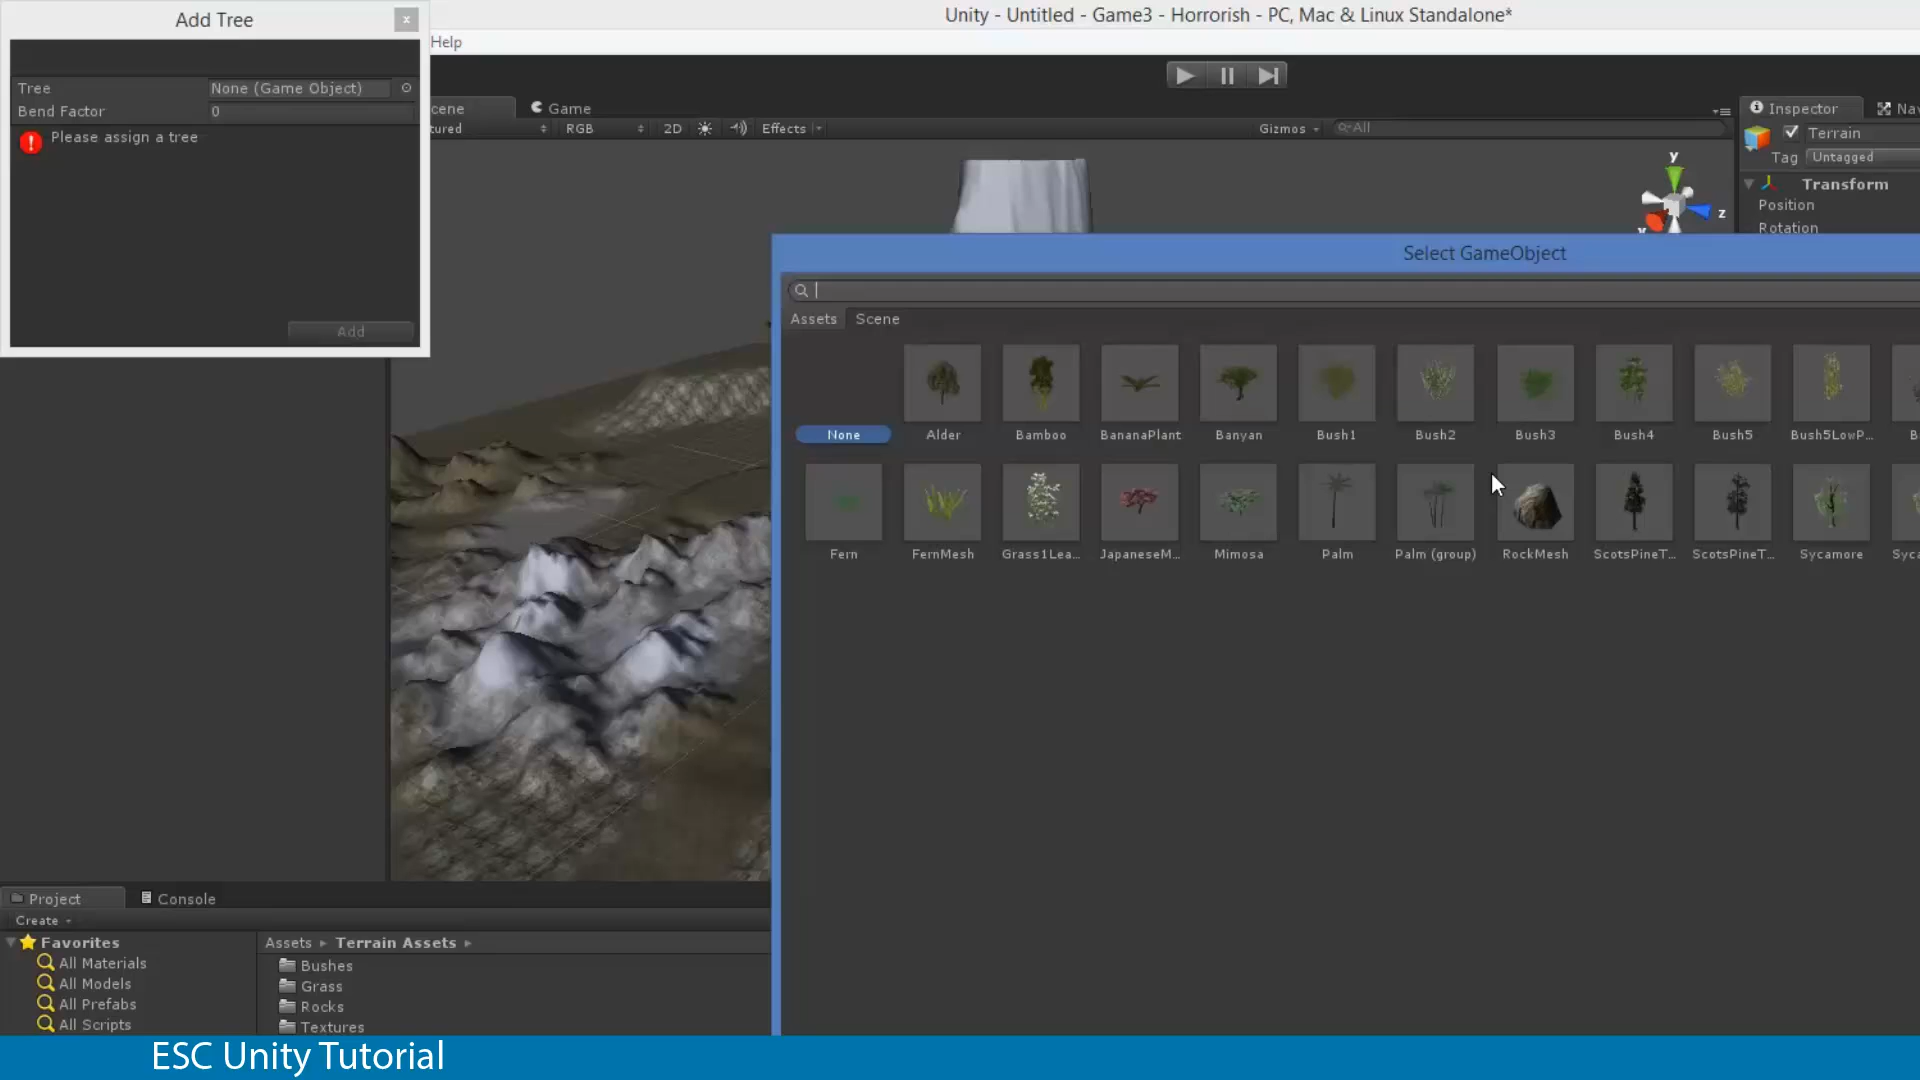 Add Tree
x
Unity - Untitled - Game3 - Horrorish - PC, Mac & Linux Standalone*
Help
Tree
None (Game Object)
Bend Factor
0
Please assign a tree
Add
cene
Game
tured
RGB
2D
Effects
Gizmos
All
Inspector
Nav
Terrain
Tag
Untagged
Transform
Position
Rotation
y
z
Select GameObject
Assets
Scene
None
Alder
Bamboo
BananaPlant
Banyan
Bush1
Bush2
Bush3
Bush4
Bush5
Bush5LowP...
B
Fern
FernMesh
Grass1Lea...
JapaneseM...
Mimosa
Palm
Palm (group)
RockMesh
ScotsPineT...
ScotsPineT...
Sycamore
Syca
Project
Console
Create
Favorites
All Materials
All Models
All Prefabs
All Scripts
Assets
Terrain Assets
Bushes
Grass
Rocks
Textures
ESC Unity Tutorial